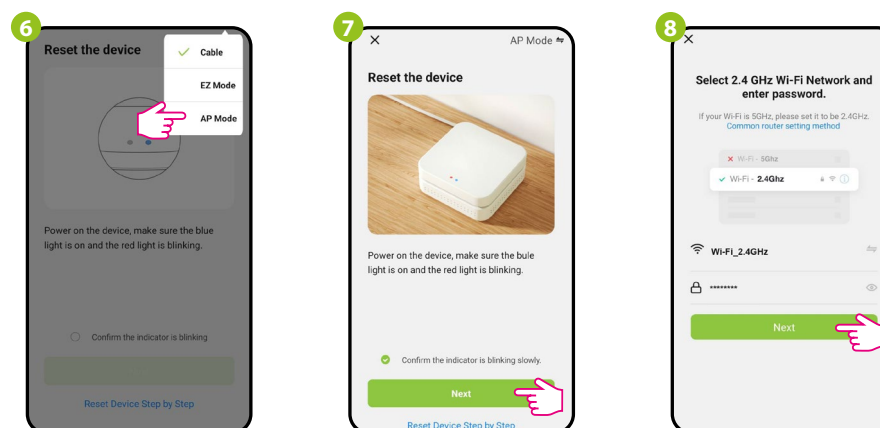 6
Reset the device
Cable
EZ Mode
AP Mode
Power on the device, make sure the blue
light is on and the red light is blinking.
Confirm the indicator is blinking
Reset Device Step by Step
7
AP Mode
Reset the device
Power on the device, make sure the bule
light is on and the red light is blinking.
Confirm the indicator is blinking slowly.
Next
Reset Device Step by Step
8
Select 2.4 GHz Wi-Fi Network and
enter password.
If your Wi-Fi is 5GHz, please set it to be 2.4GHz.
Common router setting method
Wi-Fi - 5Ghz
Wi-Fi - 2.4Ghz
Wi-Fi_2.4GHz
********
Next